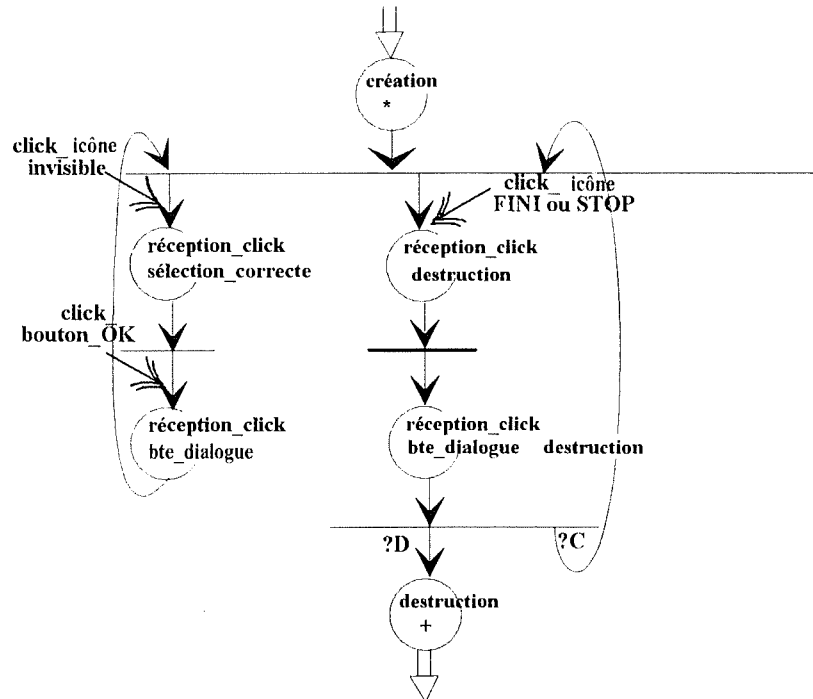 création
*
click_ icône
invisible
click_ icône
FINI ou STOP
réception_click
sélection_correcte
réception_click
destruction
click_
bouton_OK
réception_click
bte_dialogue
réception_click
bte_dialogue destruction
?D
?C
destruction
+